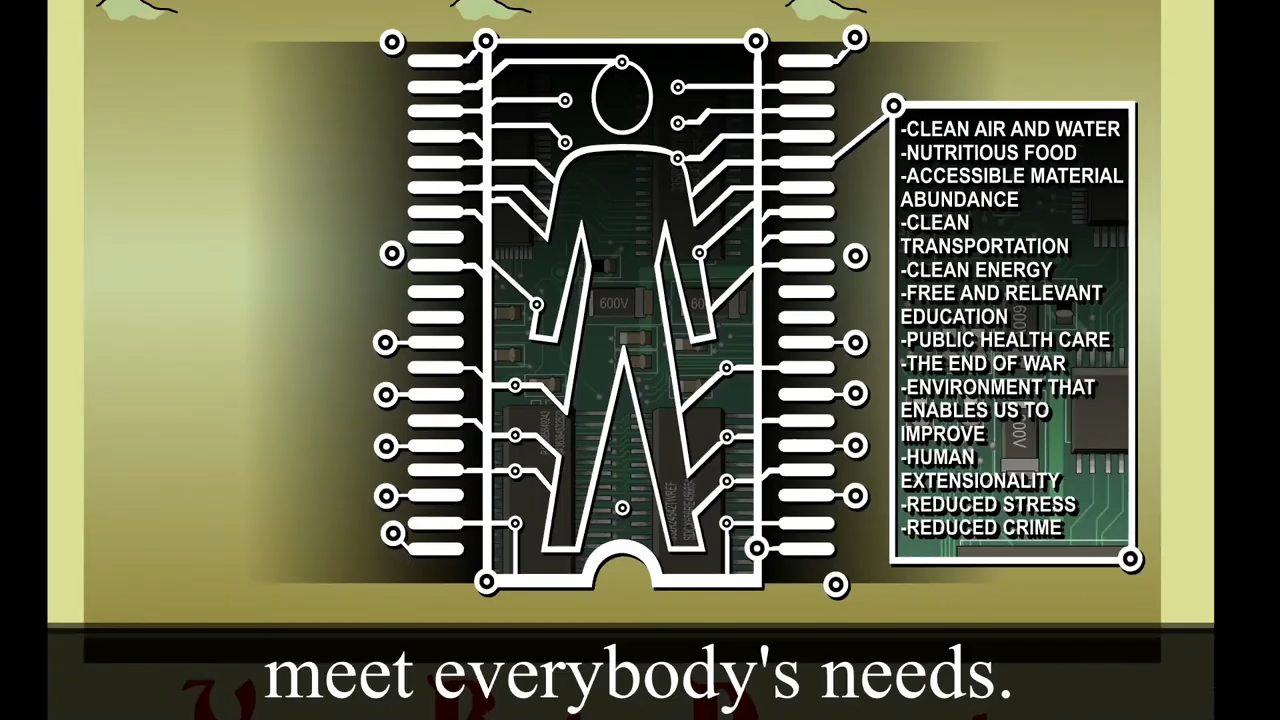 -CLEAN AIR AND WATER
-NUTRITIOUS FOOD
-ACCESSIBLE MATERIAL
ABUNDANCE
-CLEAN
TRANSPORTATION
-CLEAN ENERGY
-FREE AND RELEVANT
EDUCATION
-PUBLIC HEALTH CARE
-THE END OF WAR
-ENVIRONMENT THAT
ENABLES US TO
IMPROVE
-HUMAN
EXTENSIONALITY
-REDUCED STRESS
-REDUCED CRIME
600V
meet everybody's needs.